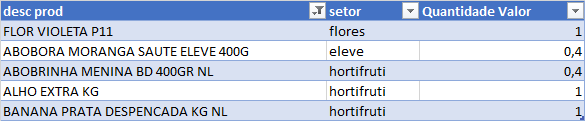 desc prod setor Quantidade Valor
FLOR VIOLETA P11 flores 1
ABOBORA MORANGA SAUTE ELEVE 400G eleve 0,4
ABOBRINHA MENINA BD 400GR NL hortifruti 0,4
ALHO EXTRA KG hortifruti 1
BANANA PRATA DESPENCADA KG NL hortifruti 1